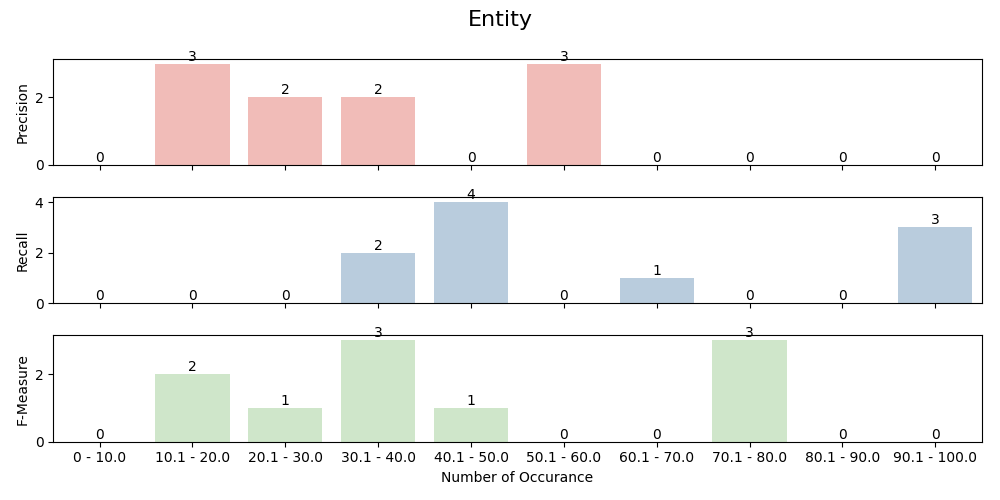 Entity
Precision
2
0
0 3 2 2 0 3 0 0 0 0
Recall
4
2
0
0 0 0 2 4 0 1 0 0 3
F-Measure
2
0
0 2 1 3 1 0 0 3 0 0
0 - 10.0 10.1 - 20.0 20.1 - 30.0 30.1 - 40.0 40.1 - 50.0 50.1 - 60.0 60.1 - 70.0 70.1 - 80.0 80.1 - 90.0 90.1 - 100.0
Number of Occurance